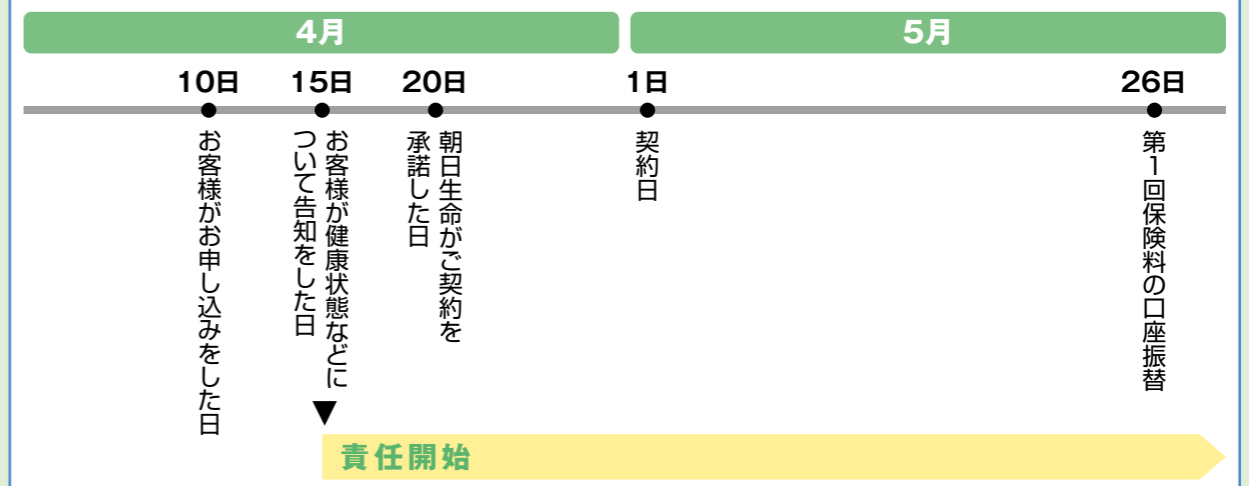 4月
5月
10日
15日
20日
1日
26日
お客様がお申し込みをした日
お客様が健康状態などに
ついて告知をした日
朝日生命がご契約を
承諾した日
契約日
第1回保険料の口座振替
責任開始